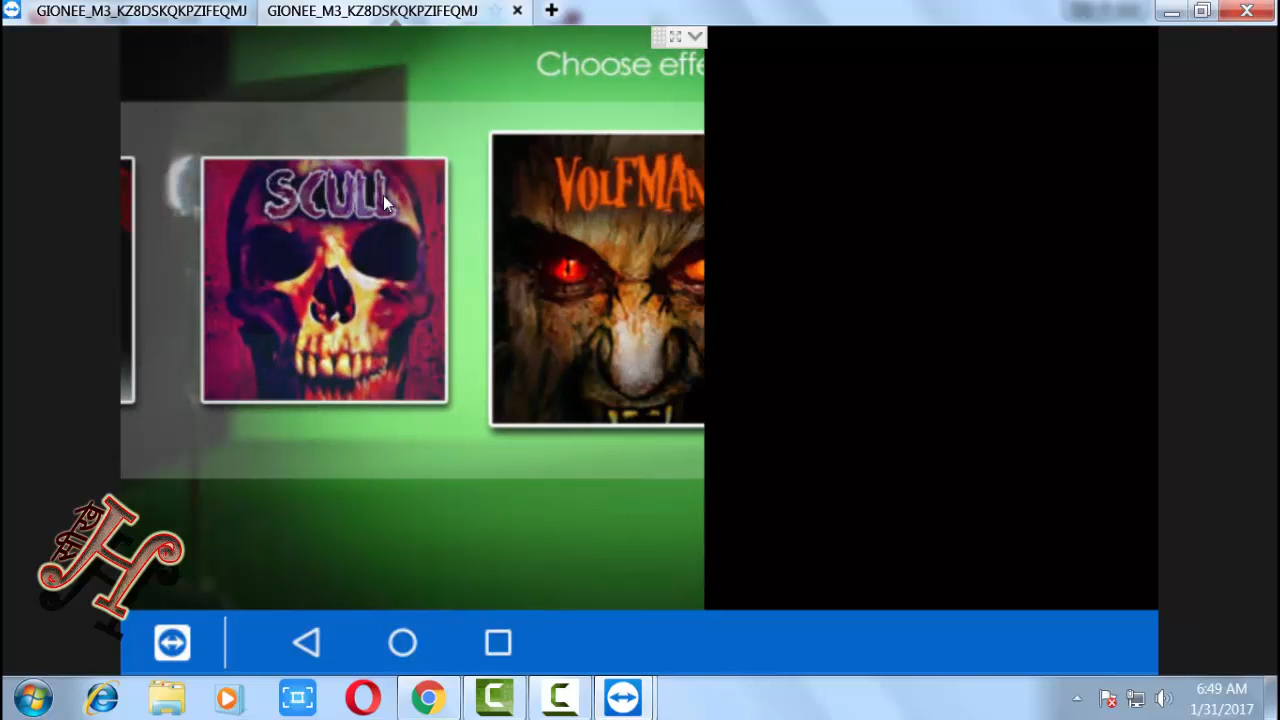 GIONEE_M3_KZ8DSKQKPZIFEQMJ
GIONEE_M3_KZ8DSKQKPZIFEQMJ
Choose effe
SCULL
VOLFMAN
6:49 AM
1/31/2017